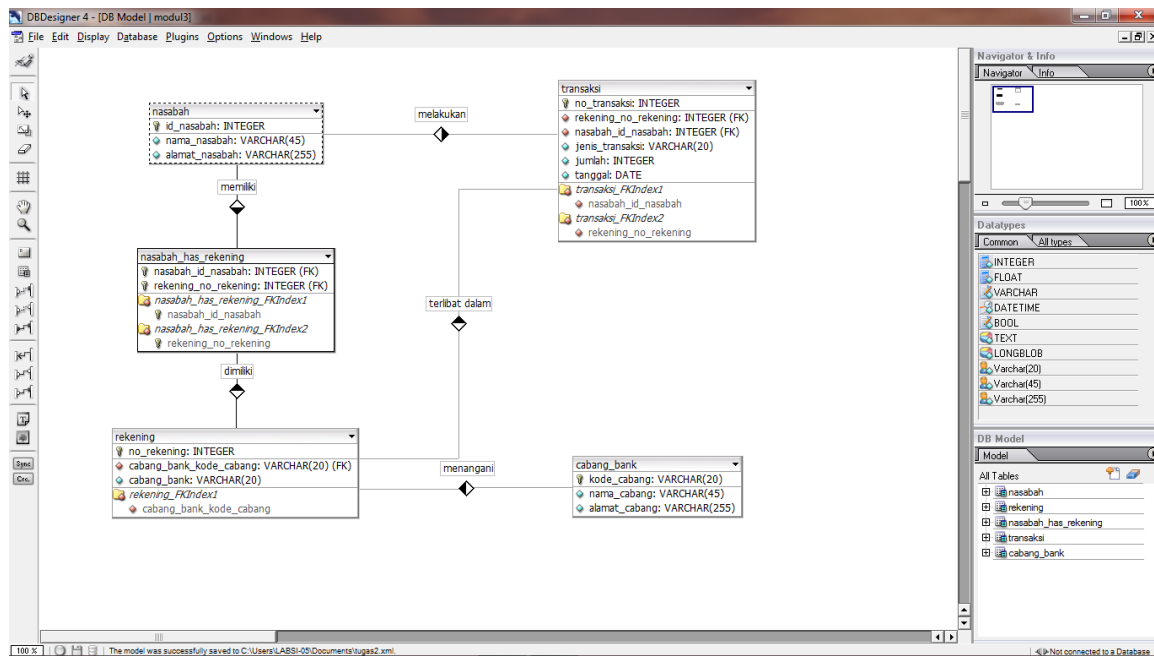 DBDesigner 4 - [DB Model | modul3]
File Edit Display Database Plugins Options Windows Help
nasabah
id_nasabah: INTEGER
nama_nasabah: VARCHAR(45)
alamat_nasabah: VARCHAR(255)
melakukan
transaksi
no_transaksi: INTEGER
rekening_no_rekening: INTEGER (FK)
nasabah_id_nasabah: INTEGER (FK)
jenis_transaksi: VARCHAR(20)
jumlah: INTEGER
tanggal: DATE
transaksi_FKIndex1
nasabah_id_nasabah
transaksi_FKIndex2
rekening_no_rekening
memiliki
nasabah_has_rekening
nasabah_id_nasabah: INTEGER (FK)
rekening_no_rekening: INTEGER (FK)
nasabah_has_rekening_FKIndex1
nasabah_id_nasabah
nasabah_has_rekening_FKIndex2
rekening_no_rekening
terlibat dalam
dimiliki
rekening
no_rekening: INTEGER
cabang_bank_kode_cabang: VARCHAR(20) (FK)
cabang_bank: VARCHAR(20)
rekening_FKIndex1
cabang_bank_kode_cabang
menangani
cabang_bank
kode_cabang: VARCHAR(20)
nama_cabang: VARCHAR(45)
alamat_cabang: VARCHAR(255)
Navigator & Info
Navigator Info
100%
Datatypes
Common All types
INTEGER
FLOAT
VARCHAR
DATETIME
BOOL
TEXT
LONGBLOB
Varchar(20)
Varchar(45)
Varchar(255)
DB Model
Model
All Tables
nasabah
rekening
nasabah_has_rekening
transaksi
cabang_bank
Sync
100 % The model was successfully saved to C:\Users\LABSI-05\Documents\tugas2.xml.
Not connected to a Database